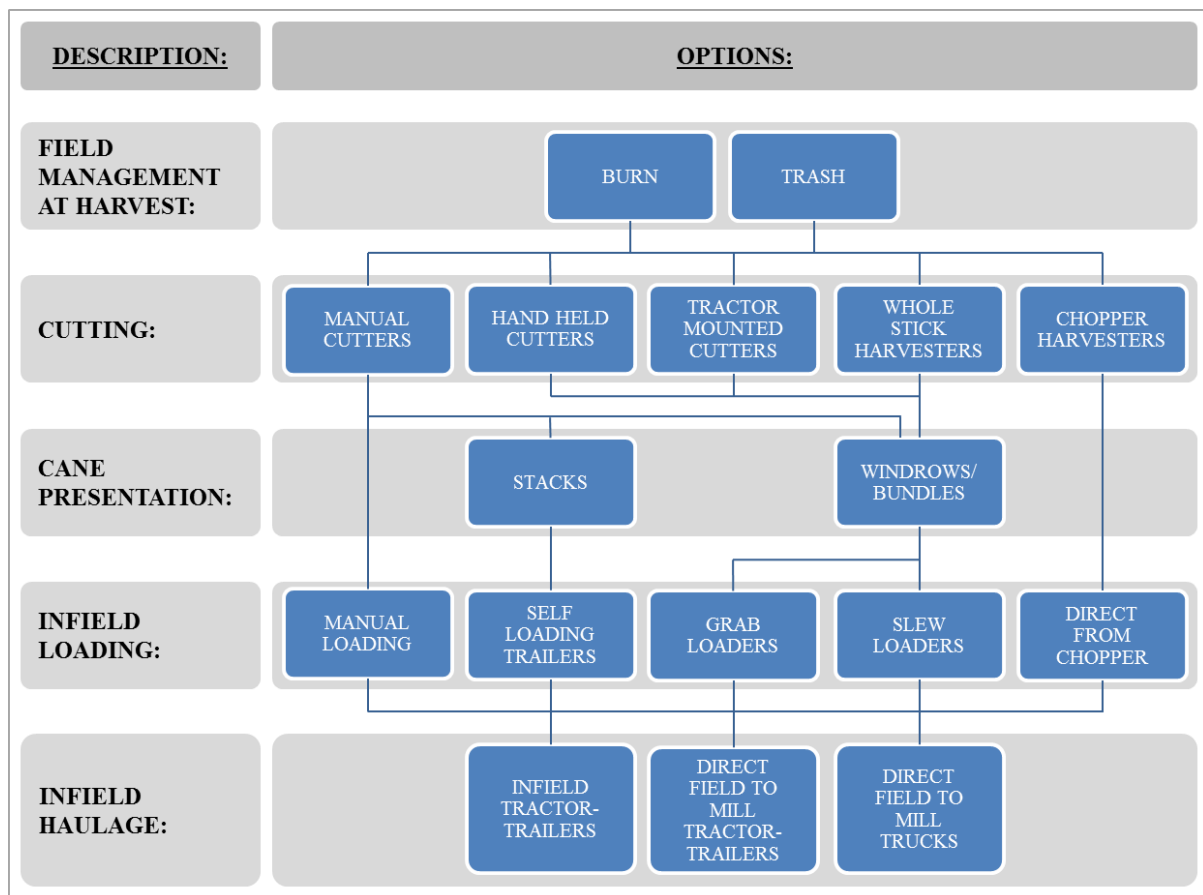 DESCRIPTION:
OPTIONS:
FIELD
MANAGEMENT
AT HARVEST:
BURN
TRASH
CUTTING:
MANUAL
CUTTERS
HAND HELD
CUTTERS
TRACTOR
MOUNTED
CUTTERS
WHOLE
STICK
HARVESTERS
CHOPPER
HARVESTERS
CANE
PRESENTATION:
STACKS
WINDROWS/
BUNDLES
INFIELD
LOADING:
MANUAL
LOADING
SELF
LOADING
TRAILERS
GRAB
LOADERS
SLEW
LOADERS
DIRECT
FROM
CHOPPER
INFIELD
HAULAGE:
INFIELD
TRACTOR-
TRAILERS
DIRECT
FIELD TO
MILL
TRACTOR-
TRAILERS
DIRECT
FIELD TO
MILL
TRUCKS